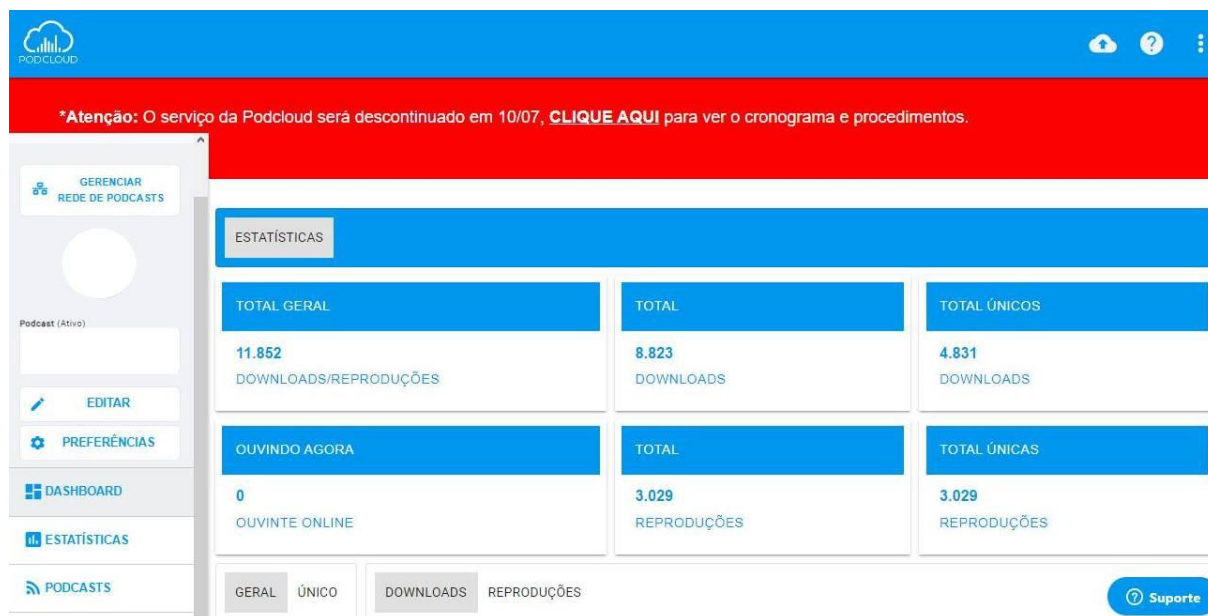 PODCLOUD
*Atenção: O serviço da Podcloud será descontinuado em 10/07, CLIQUE AQUI para ver o cronograma e procedimentos.
GERENCIAR
REDE DE PODCASTS
Podcast (Ativo)
EDITAR
PREFERÊNCIAS
DASHBOARD
ESTATÍSTICAS
PODCASTS
ESTATÍSTICAS
TOTAL GERAL
11.852
DOWNLOADS/REPRODUÇÕES
TOTAL
8.823
DOWNLOADS
TOTAL ÚNICOS
4.831
DOWNLOADS
OUVINDO AGORA
0
OUVINTE ONLINE
TOTAL
3.029
REPRODUÇÕES
TOTAL ÚNICAS
3.029
REPRODUÇÕES
GERAL ÚNICO DOWNLOADS REPRODUÇÕES
Suporte